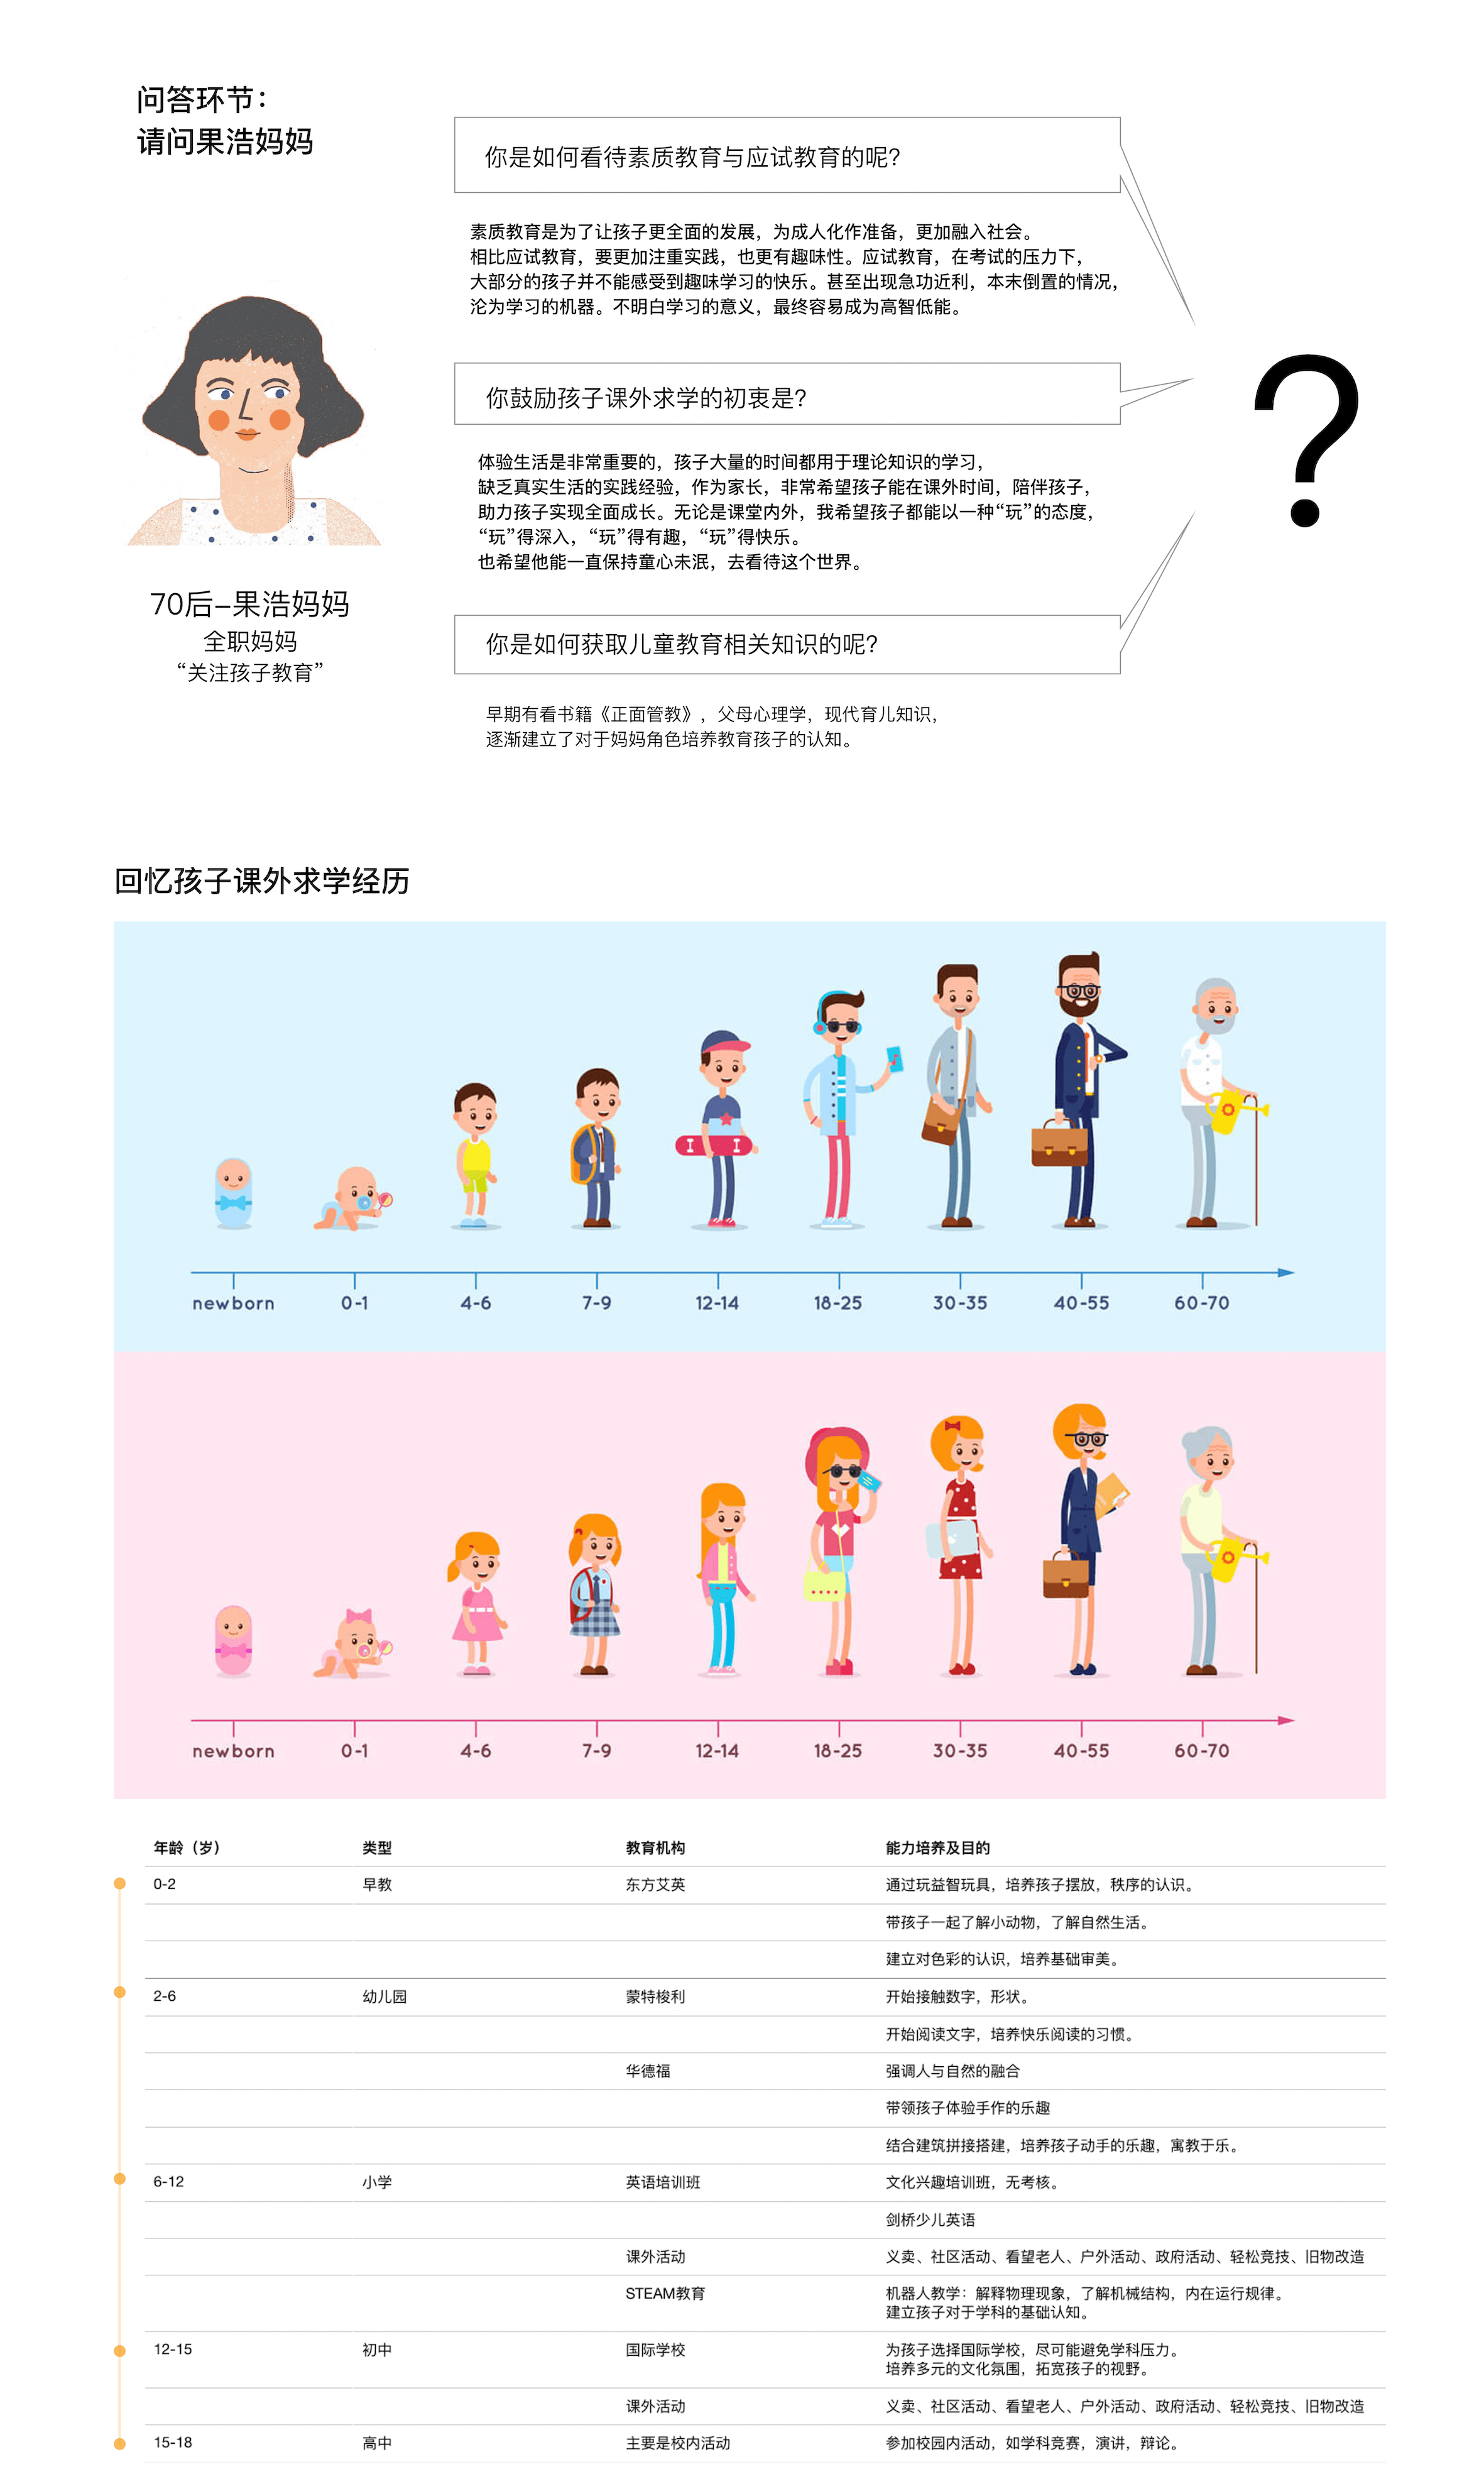 问答环节：
请问果浩妈妈
你是如何看待素质教育与应试教育的呢？
素质教育是为了让孩子更全面的发展，为成人化作准备，更加融入社会。
相比应试教育，要更加注重实践，也更有趣味性。应试教育，在考试的压力下，
大部分的孩子并不能感受到趣味学习的快乐。甚至出现急功近利，本末倒置的情况，
沦为学习的机器。不明白学习的意义，最终容易成为高智低能。
你鼓励孩子课外求学的初衷是？
体验生活是非常重要的，孩子大量的时间都用于理论知识的学习，
缺乏真实生活的实践经验，作为家长，非常希望孩子能在课外时间，陪伴孩子，
助力孩子实现全面成长。无论是课堂内外，我希望孩子都能以一种“玩”的态度，
“玩”得深入，“玩”得有趣，“玩”得快乐。
也希望他能一直保持童心未泯，去看待这个世界。
?
70后–果浩妈妈
全职妈妈
“关注孩子教育”
你是如何获取儿童教育相关知识的呢？
早期有看书籍《正面管教》，父母心理学，现代育儿知识，
逐渐建立了对于妈妈角色培养教育孩子的认知。
回忆孩子课外求学经历
newborn 0-1 4-6 7-9 12-14 18-25 30-35 40-55 60-70
newborn 0-1 4-6 7-9 12-14 18-25 30-35 40-55 60-70
年龄（岁） 类型 教育机构 能力培养及目的
0-2 早教 东方艾英 通过玩益智玩具，培养孩子摆放，秩序的认识。
带孩子一起了解小动物，了解自然生活。
建立对色彩的认识，培养基础审美。
2-6 幼儿园 蒙特梭利 开始接触数字，形状。
开始阅读文字，培养快乐阅读的习惯。
华德福 强调人与自然的融合
带领孩子体验手作的乐趣
结合建筑拼接搭建，培养孩子动手的乐趣，寓教于乐。
6-12 小学 英语培训班 文化兴趣培训班，无考核。
剑桥少儿英语
课外活动 义卖、社区活动、看望老人、户外活动、政府活动、轻松竞技、旧物改造
STEAM教育 机器人教学：解释物理现象，了解机械结构，内在运行规律。
建立孩子对于学科的基础认知。
12-15 初中 国际学校 为孩子选择国际学校，尽可能避免学科压力。
培养多元的文化氛围，拓宽孩子的视野。
课外活动 义卖、社区活动、看望老人、户外活动、政府活动、轻松竞技、旧物改造
15-18 高中 主要是校内活动 参加校园内活动，如学科竞赛，演讲，辩论。